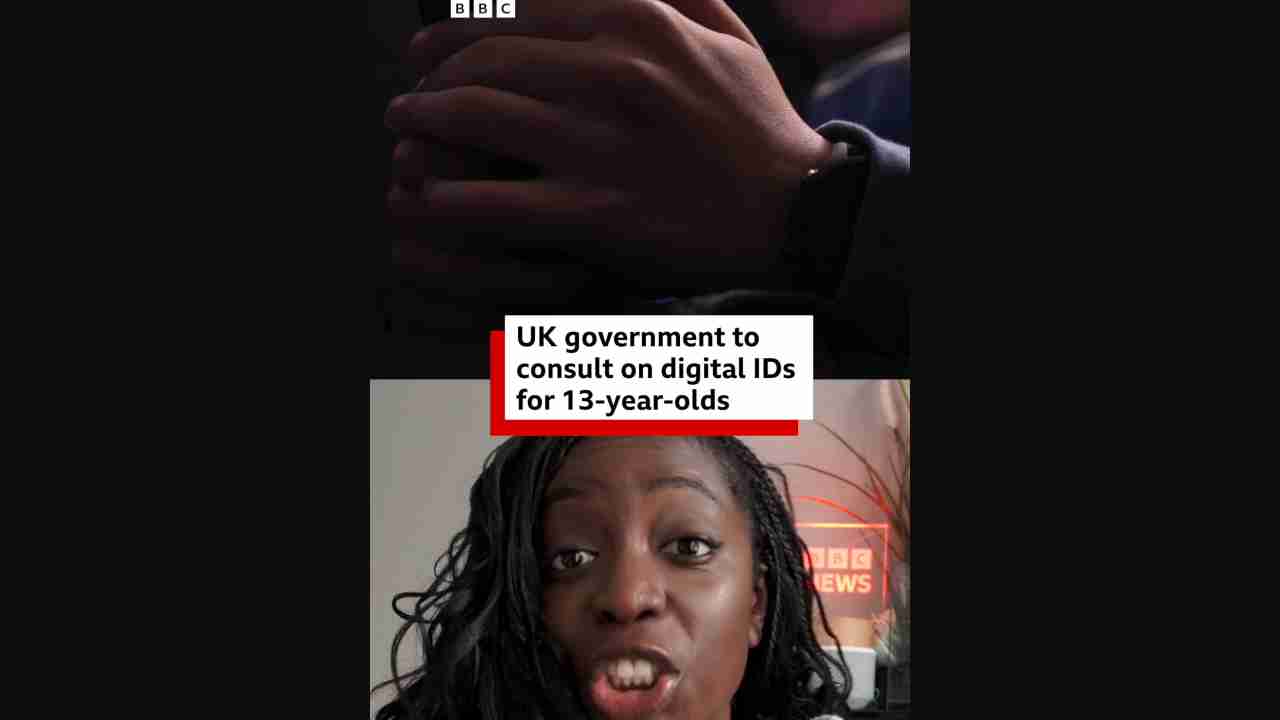 BBC
UK government to
consult on digital IDs
for 13-year-olds
BBC
NEWS